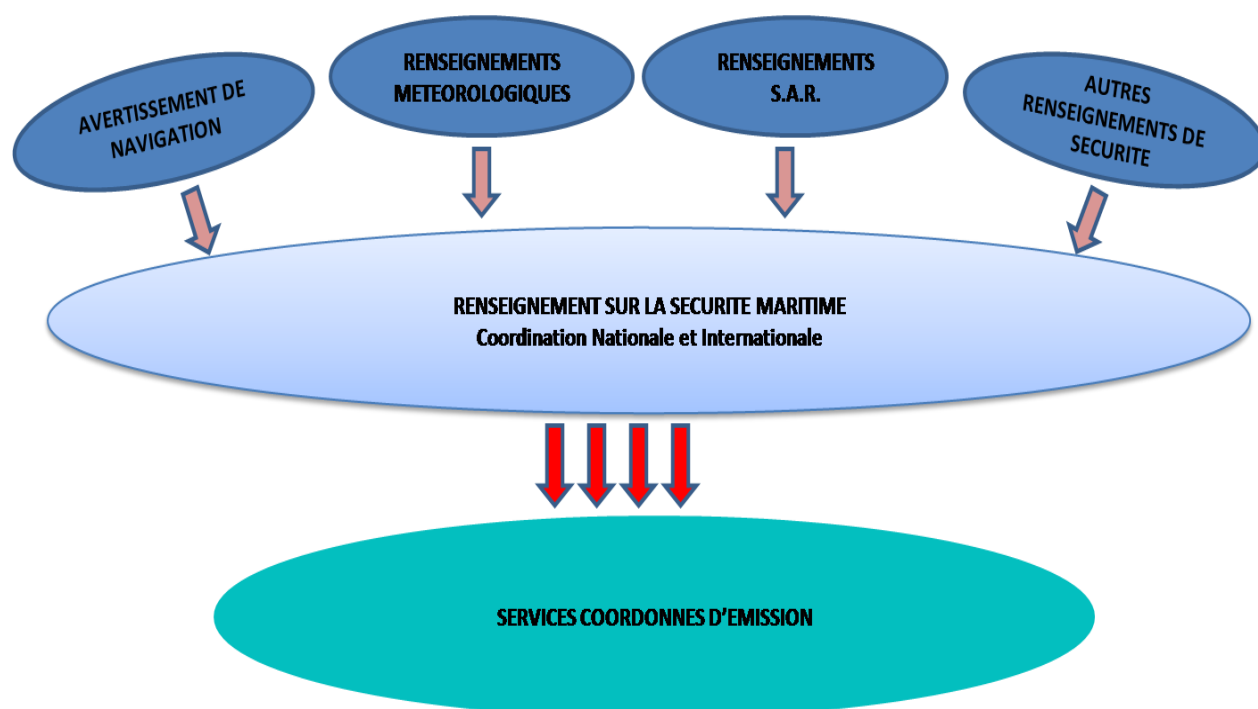 AVERTISSEMENT DE
NAVIGATION
RENSEIGNEMENTS
METEOROLOGIQUES
RENSEIGNEMENTS
S.A.R.
AUTRES
RENSEIGNEMENTS DE
SECURITE
RENSEIGNEMENT SUR LA SECURITE MARITIME
Coordination Nationale et Internationale
SERVICES COORDONNES D’EMISSION